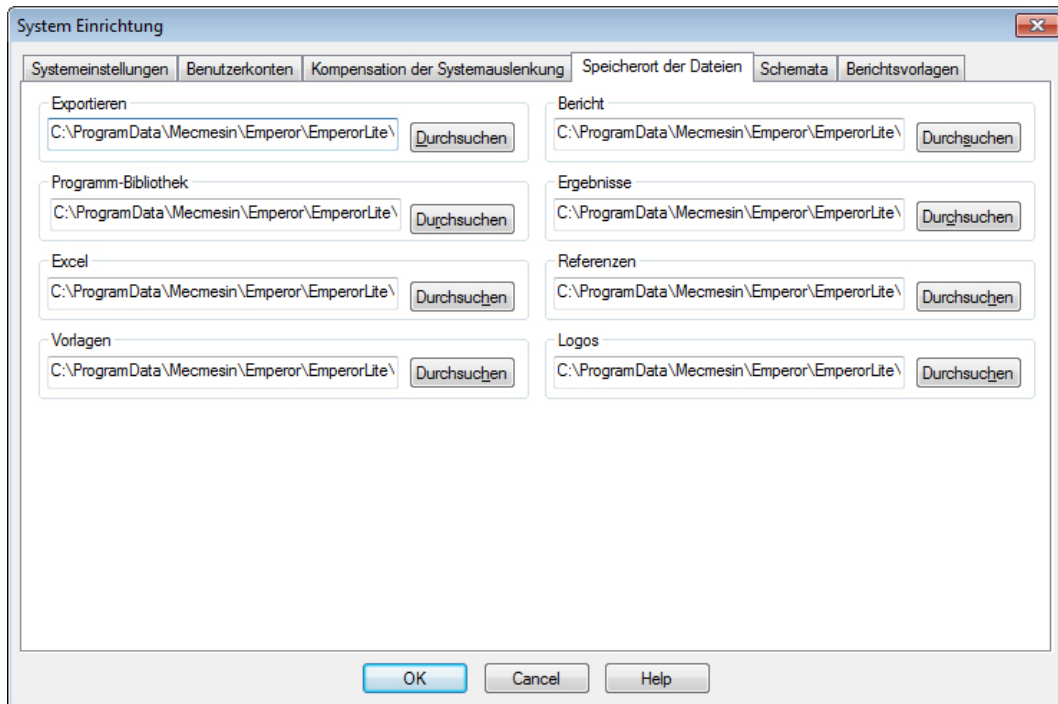 System Einrichtung
Systemeinstellungen Benutzerkonten Kompensation der Systemauslenkung Speicherort der Dateien Schemata Berichtsvorlagen
Exportieren
C:\ProgramData\Mecmesin\Emperor\EmperorLite\ Durchsuchen
Bericht
C:\ProgramData\Mecmesin\Emperor\EmperorLite\ Durchsuchen
Programm-Bibliothek
C:\ProgramData\Mecmesin\Emperor\EmperorLite\ Durchsuchen
Ergebnisse
C:\ProgramData\Mecmesin\Emperor\EmperorLite\ Durchsuchen
Excel
C:\ProgramData\Mecmesin\Emperor\EmperorLite\ Durchsuchen
Referenzen
C:\ProgramData\Mecmesin\Emperor\EmperorLite\ Durchsuchen
Vorlagen
C:\ProgramData\Mecmesin\Emperor\EmperorLite\ Durchsuchen
Logos
C:\ProgramData\Mecmesin\Emperor\EmperorLite\ Durchsuchen
OK Cancel Help